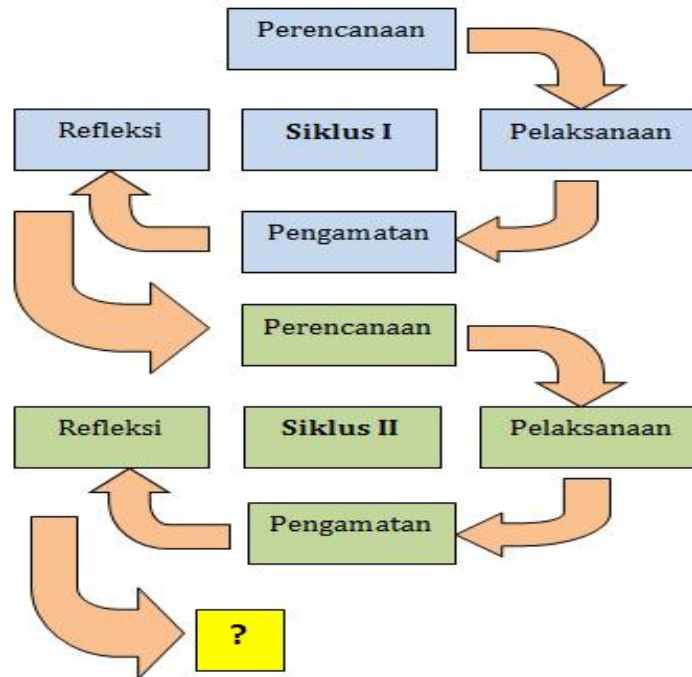 Perencanaan
Refleksi
Siklus I
Pelaksanaan
Pengamatan
Perencanaan
Refleksi
Siklus II
Pelaksanaan
Pengamatan
?